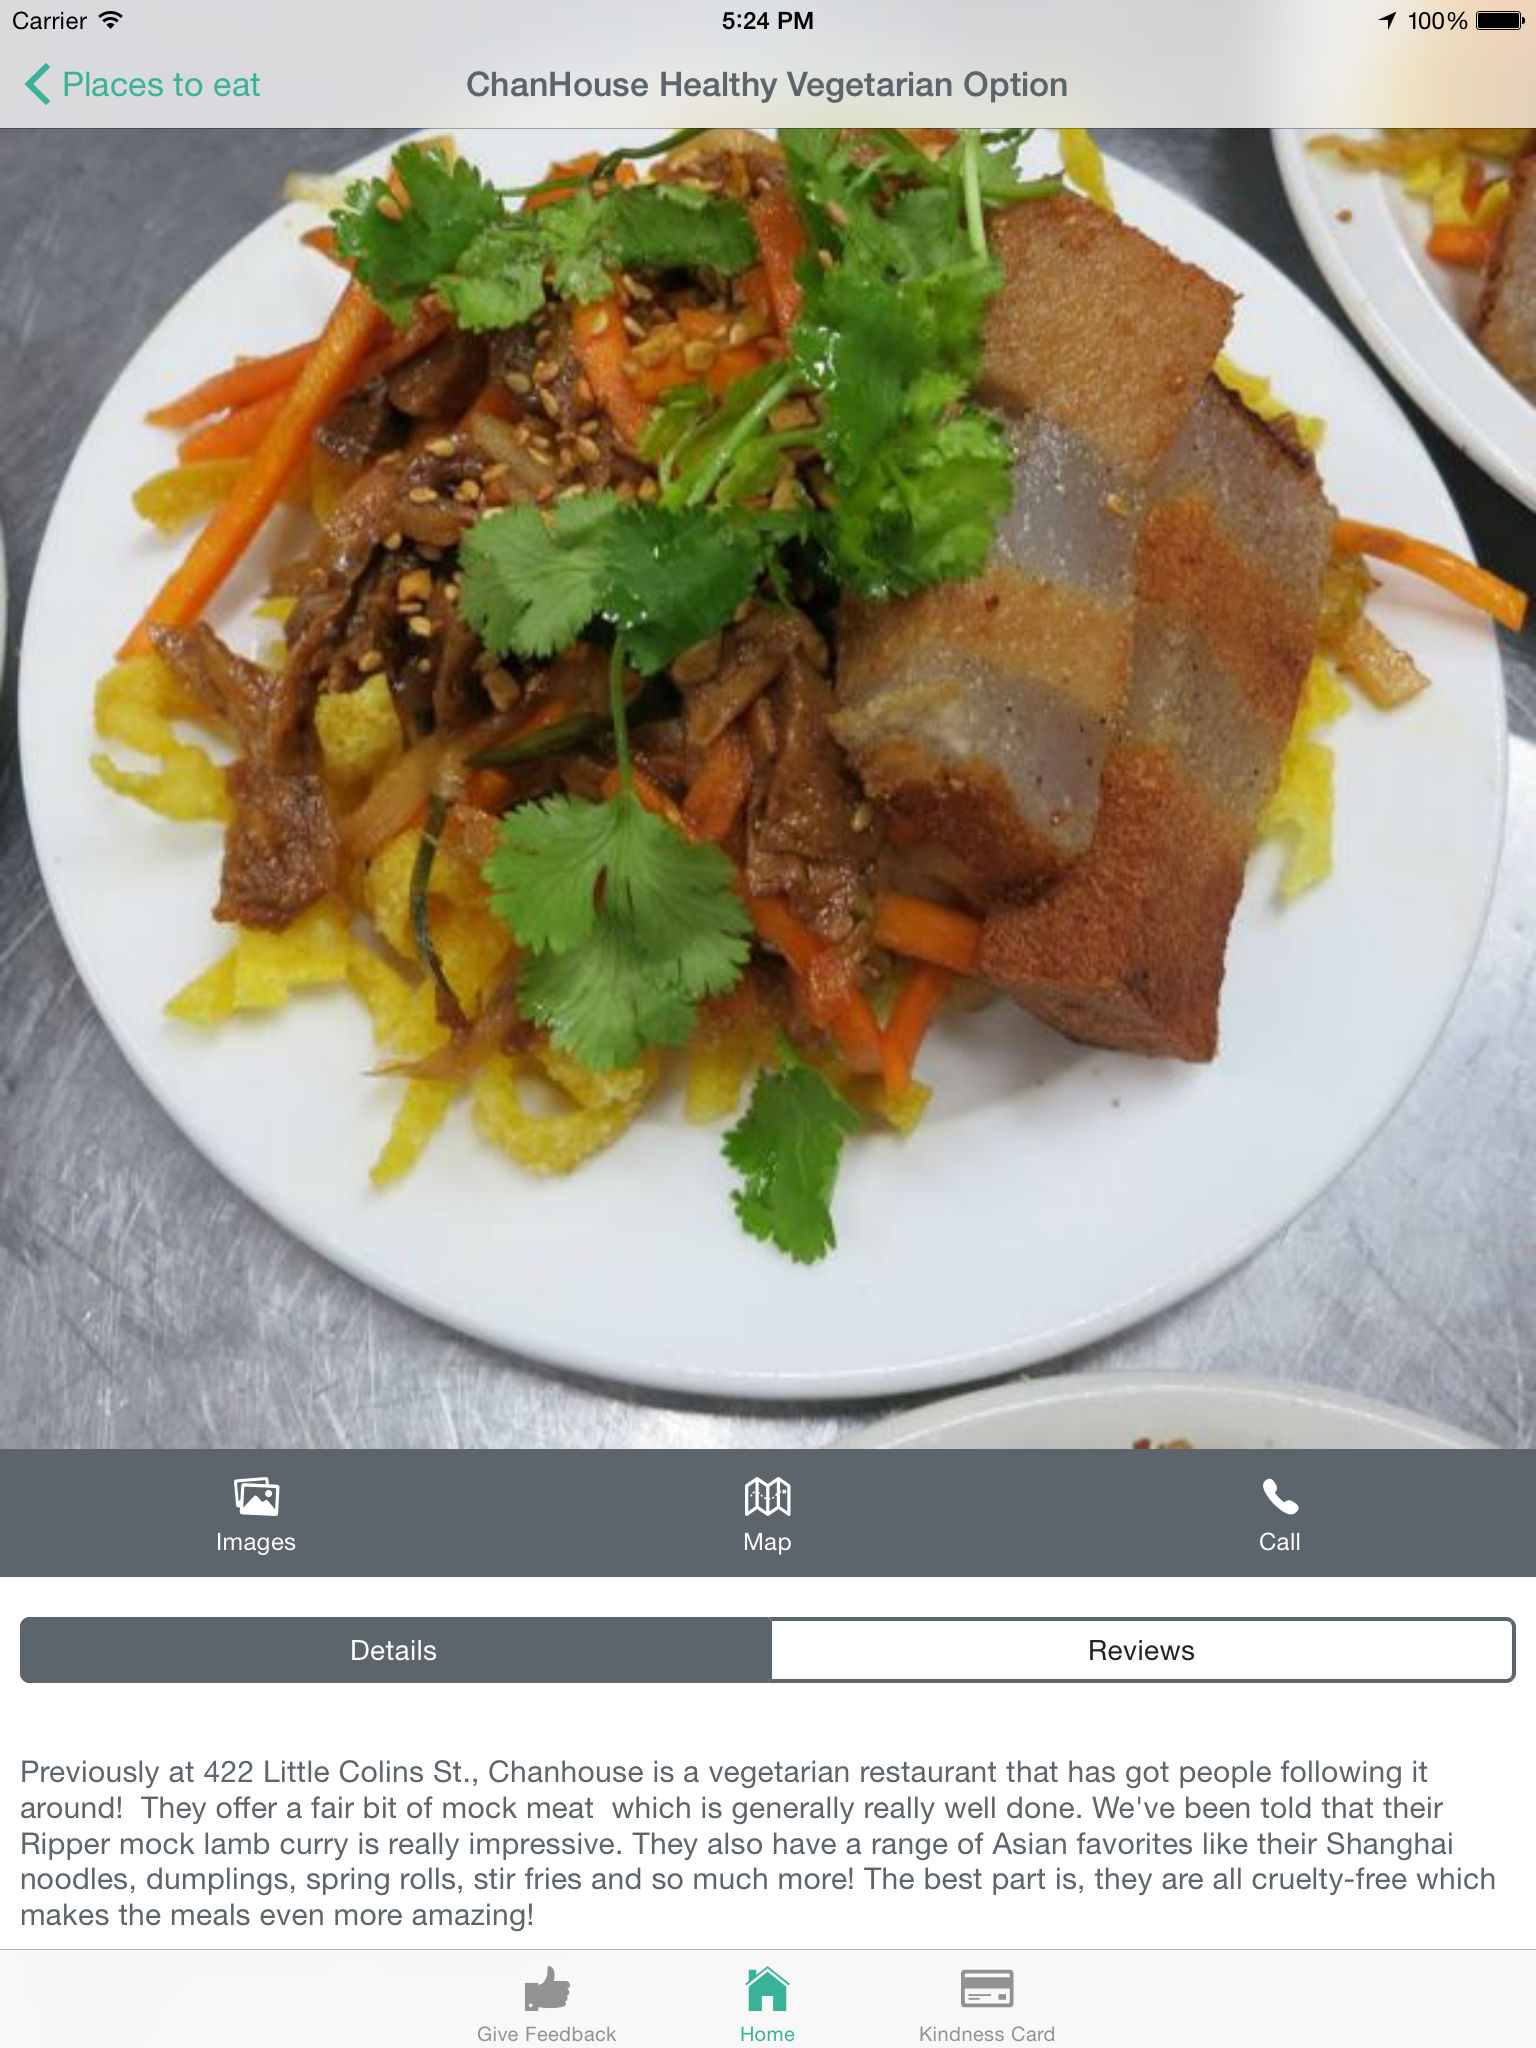 Carrier 5:24 PM 100%
Places to eat ChanHouse Healthy Vegetarian Option
Images Map Call
Details Reviews
Previously at 422 Little Colins St., Chanhouse is a vegetarian restaurant that has got people following it
around!  They offer a fair bit of mock meat  which is generally really well done. We've been told that their
Ripper mock lamb curry is really impressive. They also have a range of Asian favorites like their Shanghai
noodles, dumplings, spring rolls, stir fries and so much more! The best part is, they are all cruelty-free which
makes the meals even more amazing!
Give Feedback Home Kindness Card